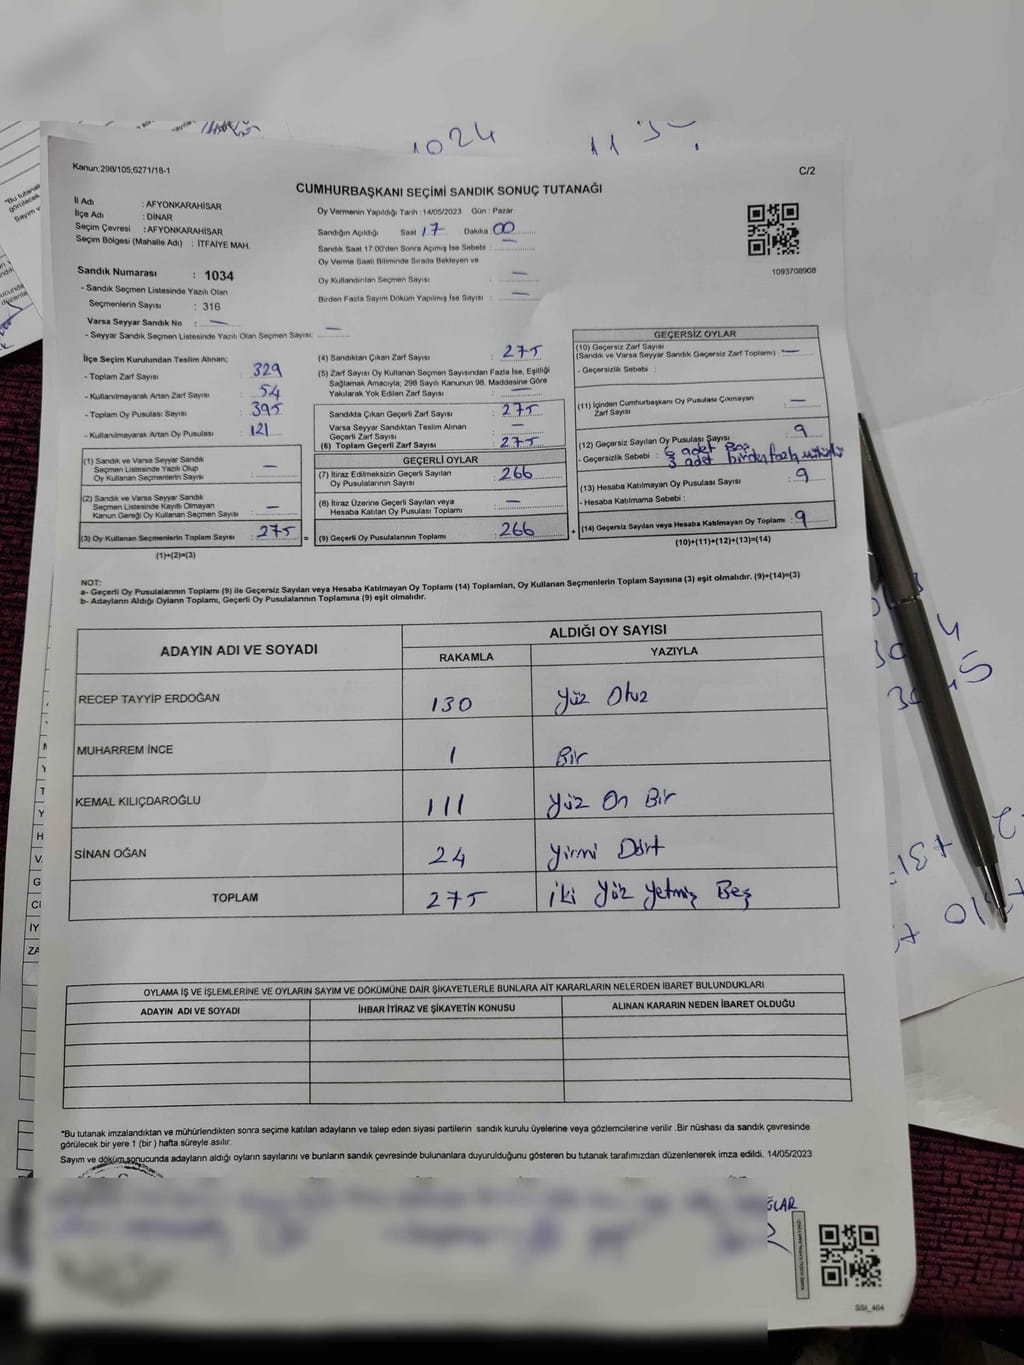 1024
Kanun;298/105,6271/18-1
C/2
CUMHURBAŞKANI SEÇİMİ SANDIK SONUÇ TUTANAĞI
İl Adı : AFYONKARAHİSAR
İlçe Adı : DİNAR
Seçim Çevresi : AFYONKARAHİSAR
Seçim Bölgesi (Mahalle Adı) : İTFAİYE MAH.
Sandık Numarası : 1034
- Sandık Seçmen Listesinde Yazılı Olan
Seçmenlerin Sayısı : 316
Varsa Seyyar Sandık No : —
- Seyyar Sandık Seçmen Listesinde Yazılı Olan Seçmen Sayısı: —
Oy Vermenin Yapıldığı Tarih :14/05/2023 Gün : Pazar
Sandığın Açıldığı Saat 17 Dakika 00
Sandık Saat 17:00'den Sonra Açımış İse Sebebi : —
Oy Verme Saati Bitiminde Sırada Bekleyen ve
Oy Kullandırılan Seçmen Sayısı : —
Birden Fazla Sayım Döküm Yapılmış İse Sayısı : —
1093708908
İlçe Seçim Kurulundan Teslim Alınan;
- Toplam Zarf Sayısı : 329
- Kullanılmayarak Artan Zarf Sayısı : 54
- Toplam Oy Pusulası Sayısı : 395
- Kullanılmayarak Artan Oy Pusulası : 121
(1) Sandık ve Varsa Seyyar Sandık
Seçmen Listesinde Yazılı Olup
Oy Kullanan Seçmenlerin Sayısı : —
(2) Sandık ve Varsa Seyyar Sandık
Seçmen Listesinde Kayıtlı Olmayan
Kanun Gereği Oy Kullanan Seçmen Sayısı : —
(3) Oy Kullanan Seçmenlerin Toplam Sayısı : 275 =
(1)+(2)=(3)
(4) Sandıktan Çıkan Zarf Sayısı : 275
(5) Zarf Sayısı Oy Kullanan Seçmen Sayısından Fazla İse, Eşitliği
Sağlamak Amacıyla; 298 Sayılı Kanunun 98. Maddesine Göre
Yakılarak Yok Edilen Zarf Sayısı : —
Sandıkta Çıkan Geçerli Zarf Sayısı : 275
Varsa Seyyar Sandıktan Teslim Alınan
Geçerli Zarf Sayısı : —
(6) Toplam Geçerli Zarf Sayısı : 275
GEÇERLİ OYLAR
(7) İtiraz Edilmeksizin Geçerli Sayılan
Oy Pusulalarının Sayısı : 266
(8) İtiraz Üzerine Geçerli Sayılan veya
Hesaba Katılan Oy Pusulası Toplamı : —
(9) Geçerli Oy Pusulalarının Toplamı : 266 +
GEÇERSİZ OYLAR
(10) Geçersiz Zarf Sayısı
(Sandık ve Varsa Seyyar Sandık Geçersiz Zarf Toplamı) : —
- Geçersizlik Sebebi :
(11) İçinden Cumhurbaşkanı Oy Pusulası Çıkmayan
Zarf Sayısı : —
(12) Geçersiz Sayılan Oy Pusulası Sayısı : 9
- Geçersizlik Sebebi : 6 adet Boş
3 adet birden fazla mühürlü
(13) Hesaba Katılmayan Oy Pusulası Sayısı : 9
- Hesaba Katılmama Sebebi :
(14) Geçersiz Sayılan veya Hesaba Katılmayan Oy Toplamı : 9
(10)+(11)+(12)+(13)=(14)
NOT:
a- Geçerli Oy Pusulalarının Toplamı (9) ile Geçersiz Sayılan veya Hesaba Katılmayan Oy Toplamı (14) Toplamları, Oy Kullanan Seçmenlerin Toplam Sayısına (3) eşit olmalıdır. (9)+(14)=(3)
b- Adayların Aldığı Oyların Toplamı, Geçerli Oy Pusulalarının Toplamına (9) eşit olmalıdır.
ADAYIN ADI VE SOYADI ALDIĞI OY SAYISI
RAKAMLA YAZIYLA
RECEP TAYYİP ERDOĞAN 130 Yüz Otuz
MUHARREM İNCE 1 Bir
KEMAL KILIÇDAROĞLU 111 Yüz On Bir
SİNAN OĞAN 24 Yirmi Dört
TOPLAM 275 İki Yüz Yetmiş Beş
OYLAMA İŞ VE İŞLEMLERİNE VE OYLARIN SAYIM VE DÖKÜMÜNE DAİR ŞİKAYETLERLE BUNLARA AİT KARARLARIN NELERDEN İBARET BULUNDUKLARI
ADAYIN ADI VE SOYADI İHBAR İTİRAZ VE ŞİKAYETİN KONUSU ALINAN KARARIN NEDEN İBARET OLDUĞU
*Bu tutanak imzalandıktan ve mühürlendikten sonra seçime katılan adayların ve talep eden siyasi partilerin sandık kurulu üyelerine veya gözlemcilerine verilir .Bir nüshası da sandık çevresinde
görülecek bir yere 1 (bir ) hafta süreyle asılır.
Sayım ve döküm sonucunda adayların aldığı oyların sayılarını ve bunların sandık çevresinde bulunanlara duyurulduğunu gösteren bu tutanak tarafımızdan düzenlenerek imza edildi. 14/05/2023
SSI_404